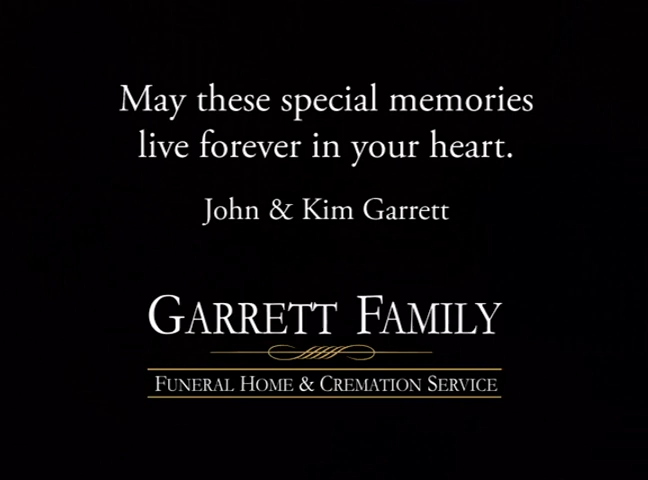 May these special memories
live forever in your heart.
John & Kim Garrett
GARRETT FAMILY
FUNERAL HOME & CREMATION SERVICE